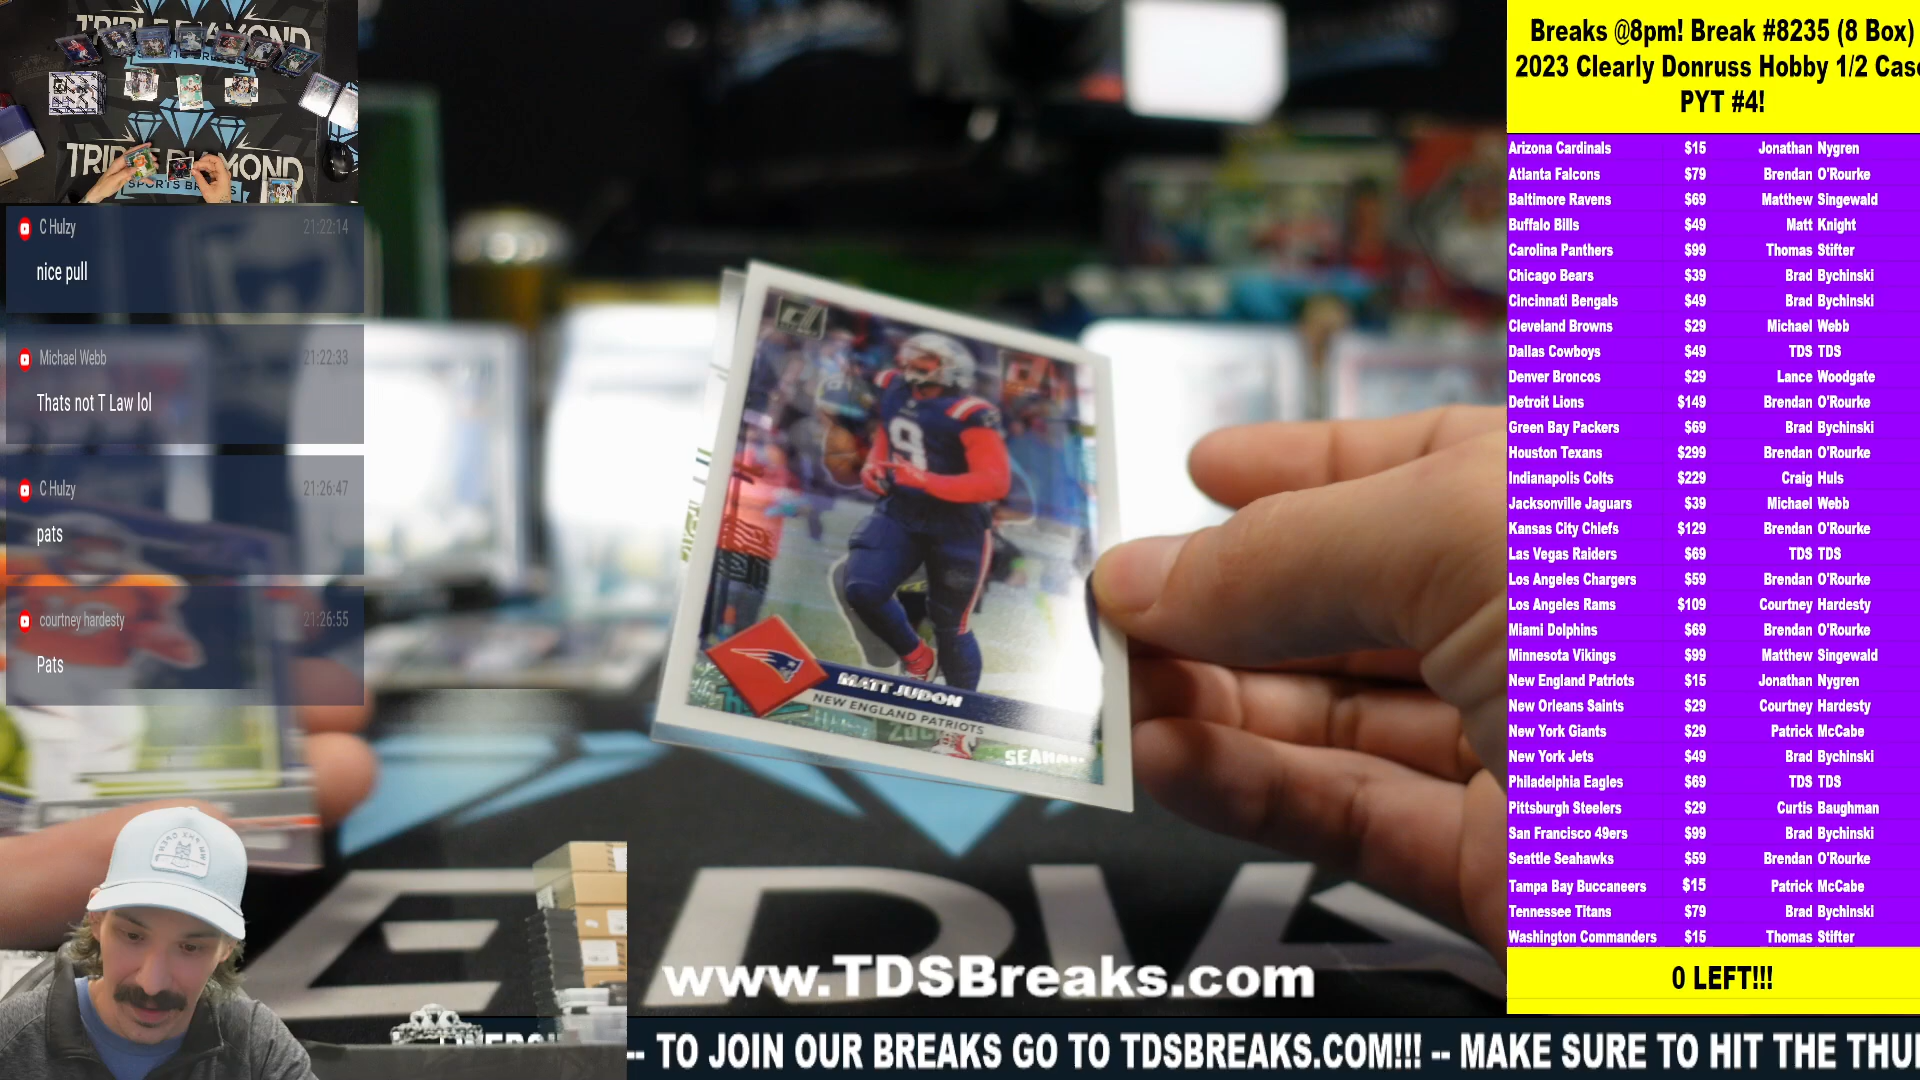 TRIPLE DIAMOND
TRIPLE DIAMOND
SPORTS BREAKS
C Hulzy 21:22:14
nice pull
Michael Webb 21:22:33
Thats not T Law lol
C Hulzy 21:26:47
pats
courtney hardesty 21:26:55
Pats
9
MATT JUDON
NEW ENGLAND PATRIOTS
www.TDSBreaks.com
-- TO JOIN OUR BREAKS GO TO TDSBREAKS.COM!!! -- MAKE SURE TO HIT THE THU
Breaks @8pm! Break #8235 (8 Box)
2023 Clearly Donruss Hobby 1/2 Case
PYT #4!
Arizona Cardinals $15 Jonathan Nygren
Atlanta Falcons $79 Brendan O'Rourke
Baltimore Ravens $69 Matthew Singewald
Buffalo Bills $49 Matt Knight
Carolina Panthers $99 Thomas Stifter
Chicago Bears $39 Brad Bychinski
Cincinnati Bengals $49 Brad Bychinski
Cleveland Browns $29 Michael Webb
Dallas Cowboys $49 TDS TDS
Denver Broncos $29 Lance Woodgate
Detroit Lions $149 Brendan O'Rourke
Green Bay Packers $69 Brad Bychinski
Houston Texans $299 Brendan O'Rourke
Indianapolis Colts $229 Craig Huls
Jacksonville Jaguars $39 Michael Webb
Kansas City Chiefs $129 Brendan O'Rourke
Las Vegas Raiders $69 TDS TDS
Los Angeles Chargers $59 Brendan O'Rourke
Los Angeles Rams $109 Courtney Hardesty
Miami Dolphins $69 Brendan O'Rourke
Minnesota Vikings $99 Matthew Singewald
New England Patriots $15 Jonathan Nygren
New Orleans Saints $29 Courtney Hardesty
New York Giants $29 Patrick McCabe
New York Jets $49 Brad Bychinski
Philadelphia Eagles $69 TDS TDS
Pittsburgh Steelers $29 Curtis Baughman
San Francisco 49ers $99 Brad Bychinski
Seattle Seahawks $59 Brendan O'Rourke
Tampa Bay Buccaneers $15 Patrick McCabe
Tennessee Titans $79 Brad Bychinski
Washington Commanders $15 Thomas Stifter
0 LEFT!!!